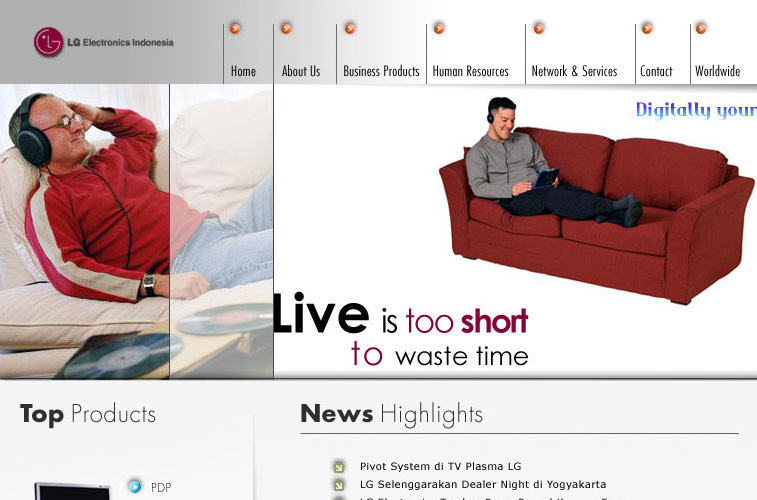 LG Electronics Indonesia
Home
About Us
Business Products
Human Resources
Network & Services
Contact
Worldwide
Digitally your
Live is too short
to waste time
Top Products
News Highlights
PDP
Pivot System di TV Plasma LG
LG Selenggarakan Dealer Night di Yogyakarta